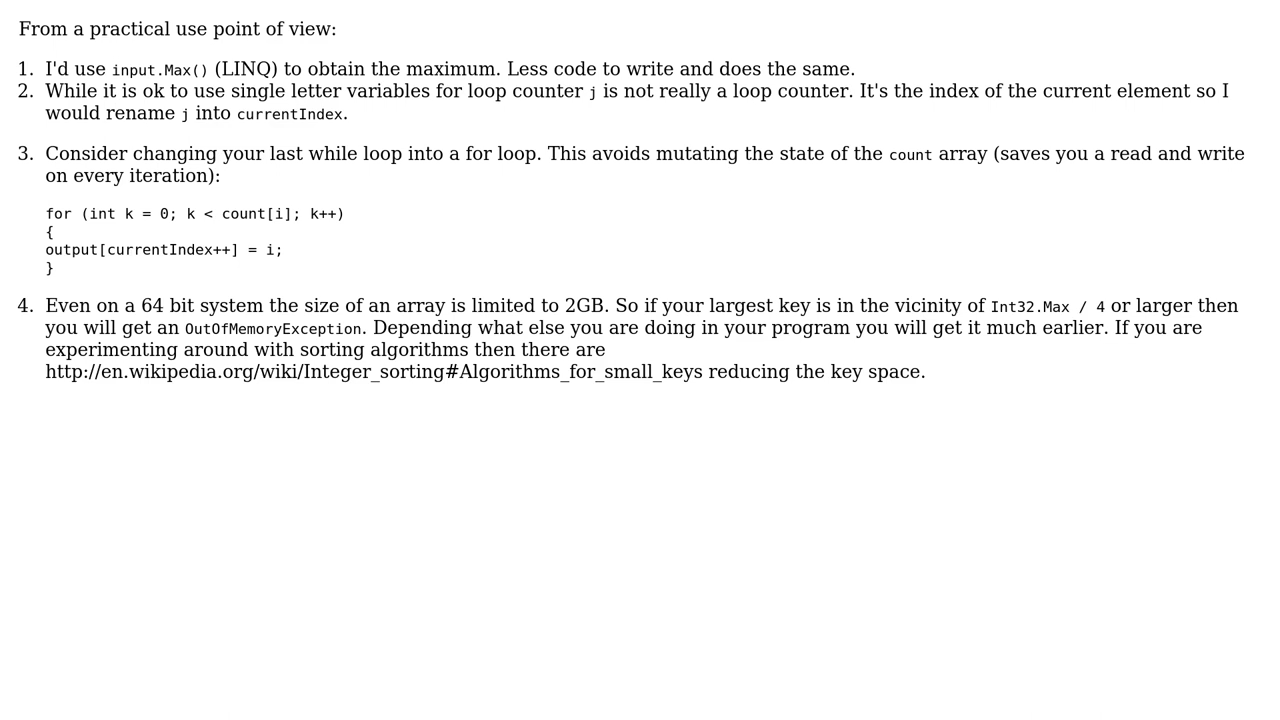 From a practical use point of view:
1. I'd use input.Max() (LINQ) to obtain the maximum. Less code to write and does the same.
2. While it is ok to use single letter variables for loop counter j is not really a loop counter. It's the index of the current element so I
would rename j into currentIndex.
3. Consider changing your last while loop into a for loop. This avoids mutating the state of the count array (saves you a read and write
on every iteration):
for (int k = 0; k < count[i]; k++)
{
output[currentIndex++] = i;
}
4. Even on a 64 bit system the size of an array is limited to 2GB. So if your largest key is in the vicinity of Int32.Max / 4 or larger then
you will get an OutOfMemoryException. Depending what else you are doing in your program you will get it much earlier. If you are
experimenting around with sorting algorithms then there are
http://en.wikipedia.org/wiki/Integer_sorting#Algorithms_for_small_keys reducing the key space.